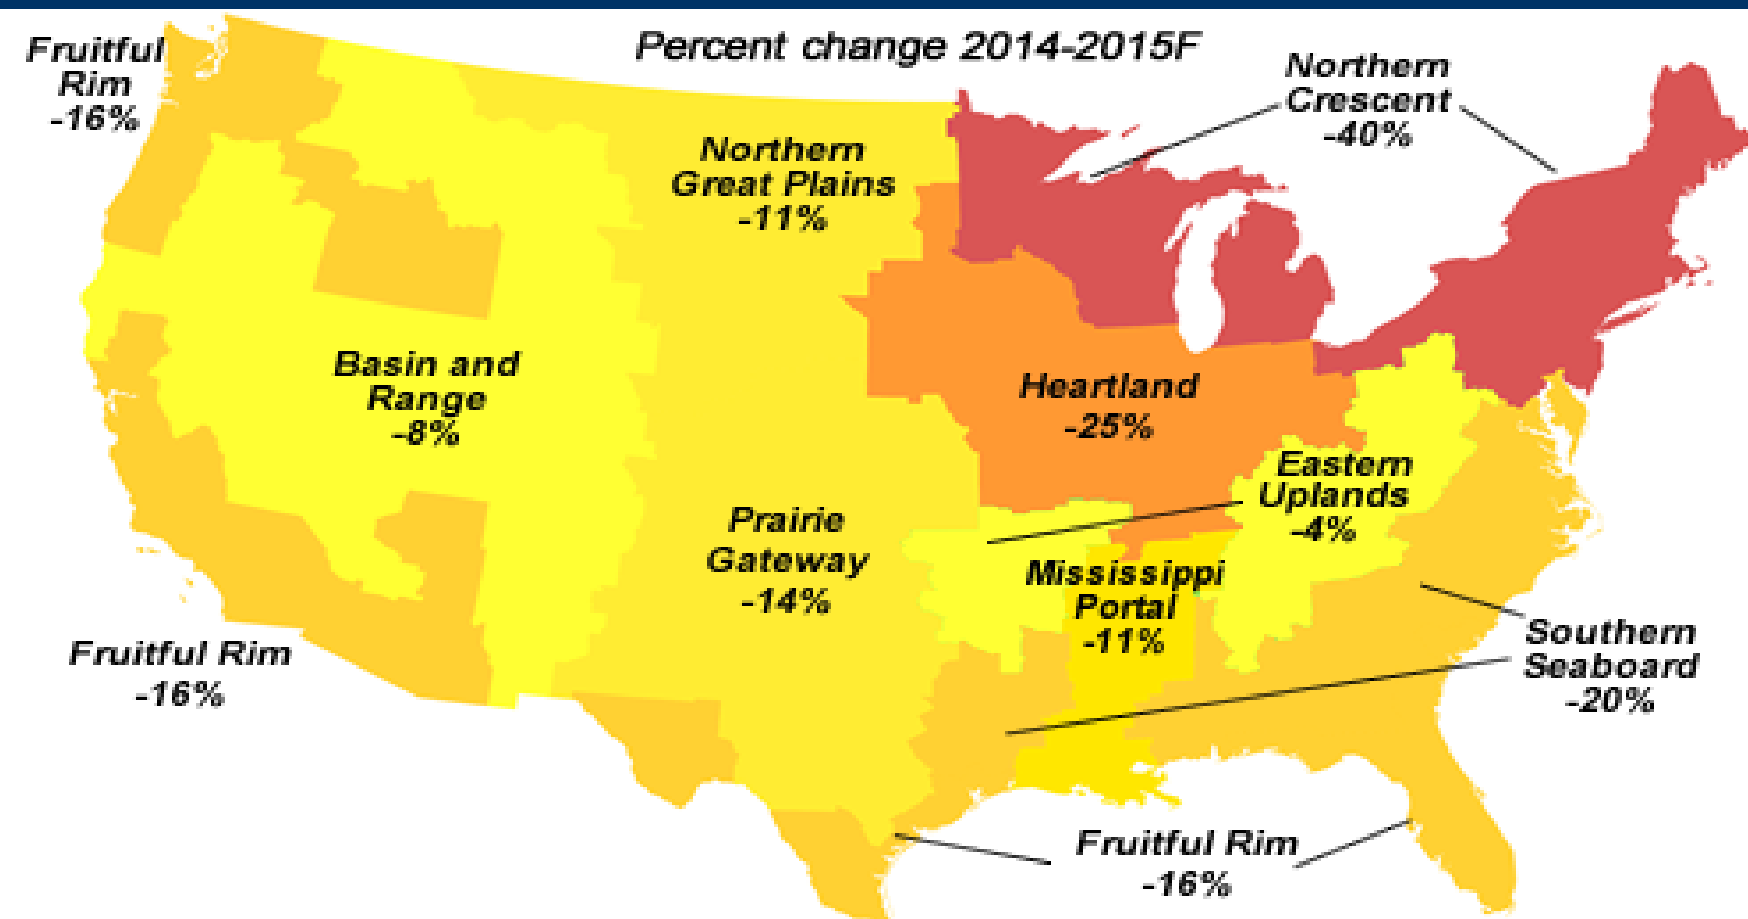 Percent change 2014-2015F
Fruitful
Rim
-16%
Northern
Crescent
-40%
Northern
Great Plains
-11%
Basin and
Range
-8%
Heartland
-25%
Eastern
Uplands
-4%
Prairie
Gateway
-14%
Mississippi
Portal
-11%
Southern
Seaboard
-20%
Fruitful Rim
-16%
Fruitful Rim
-16%